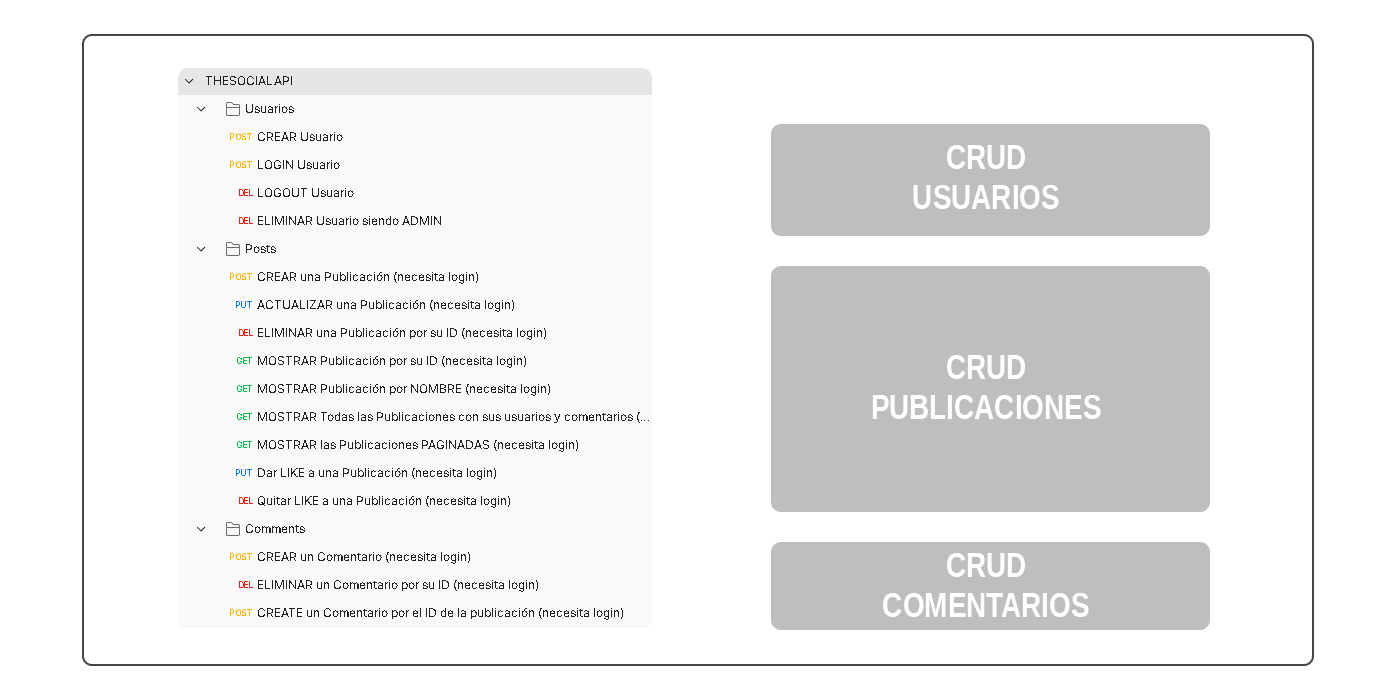 THESOCIALAPI
Usuarios
POST CREAR Usuario
POST LOGIN Usuario
DEL LOGOUT Usuario
DEL ELIMINAR Usuario siendo ADMIN
Posts
POST CREAR una Publicación (necesita login)
PUT ACTUALIZAR una Publicación (necesita login)
DEL ELIMINAR una Publicación por su ID (necesita login)
GET MOSTRAR Publicación por su ID (necesita login)
GET MOSTRAR Publicación por NOMBRE (necesita login)
GET MOSTRAR Todas las Publicaciones con sus usuarios y comentarios (...
GET MOSTRAR las Publicaciones PAGINADAS (necesita login)
PUT Dar LIKE a una Publicación (necesita login)
DEL Quitar LIKE a una Publicación (necesita login)
Comments
POST CREAR un Comentario (necesita login)
DEL ELIMINAR un Comentario por su ID (necesita login)
POST CREATE un Comentario por el ID de la publicación (necesita login)
CRUD
USUARIOS
CRUD
PUBLICACIONES
CRUD
COMENTARIOS